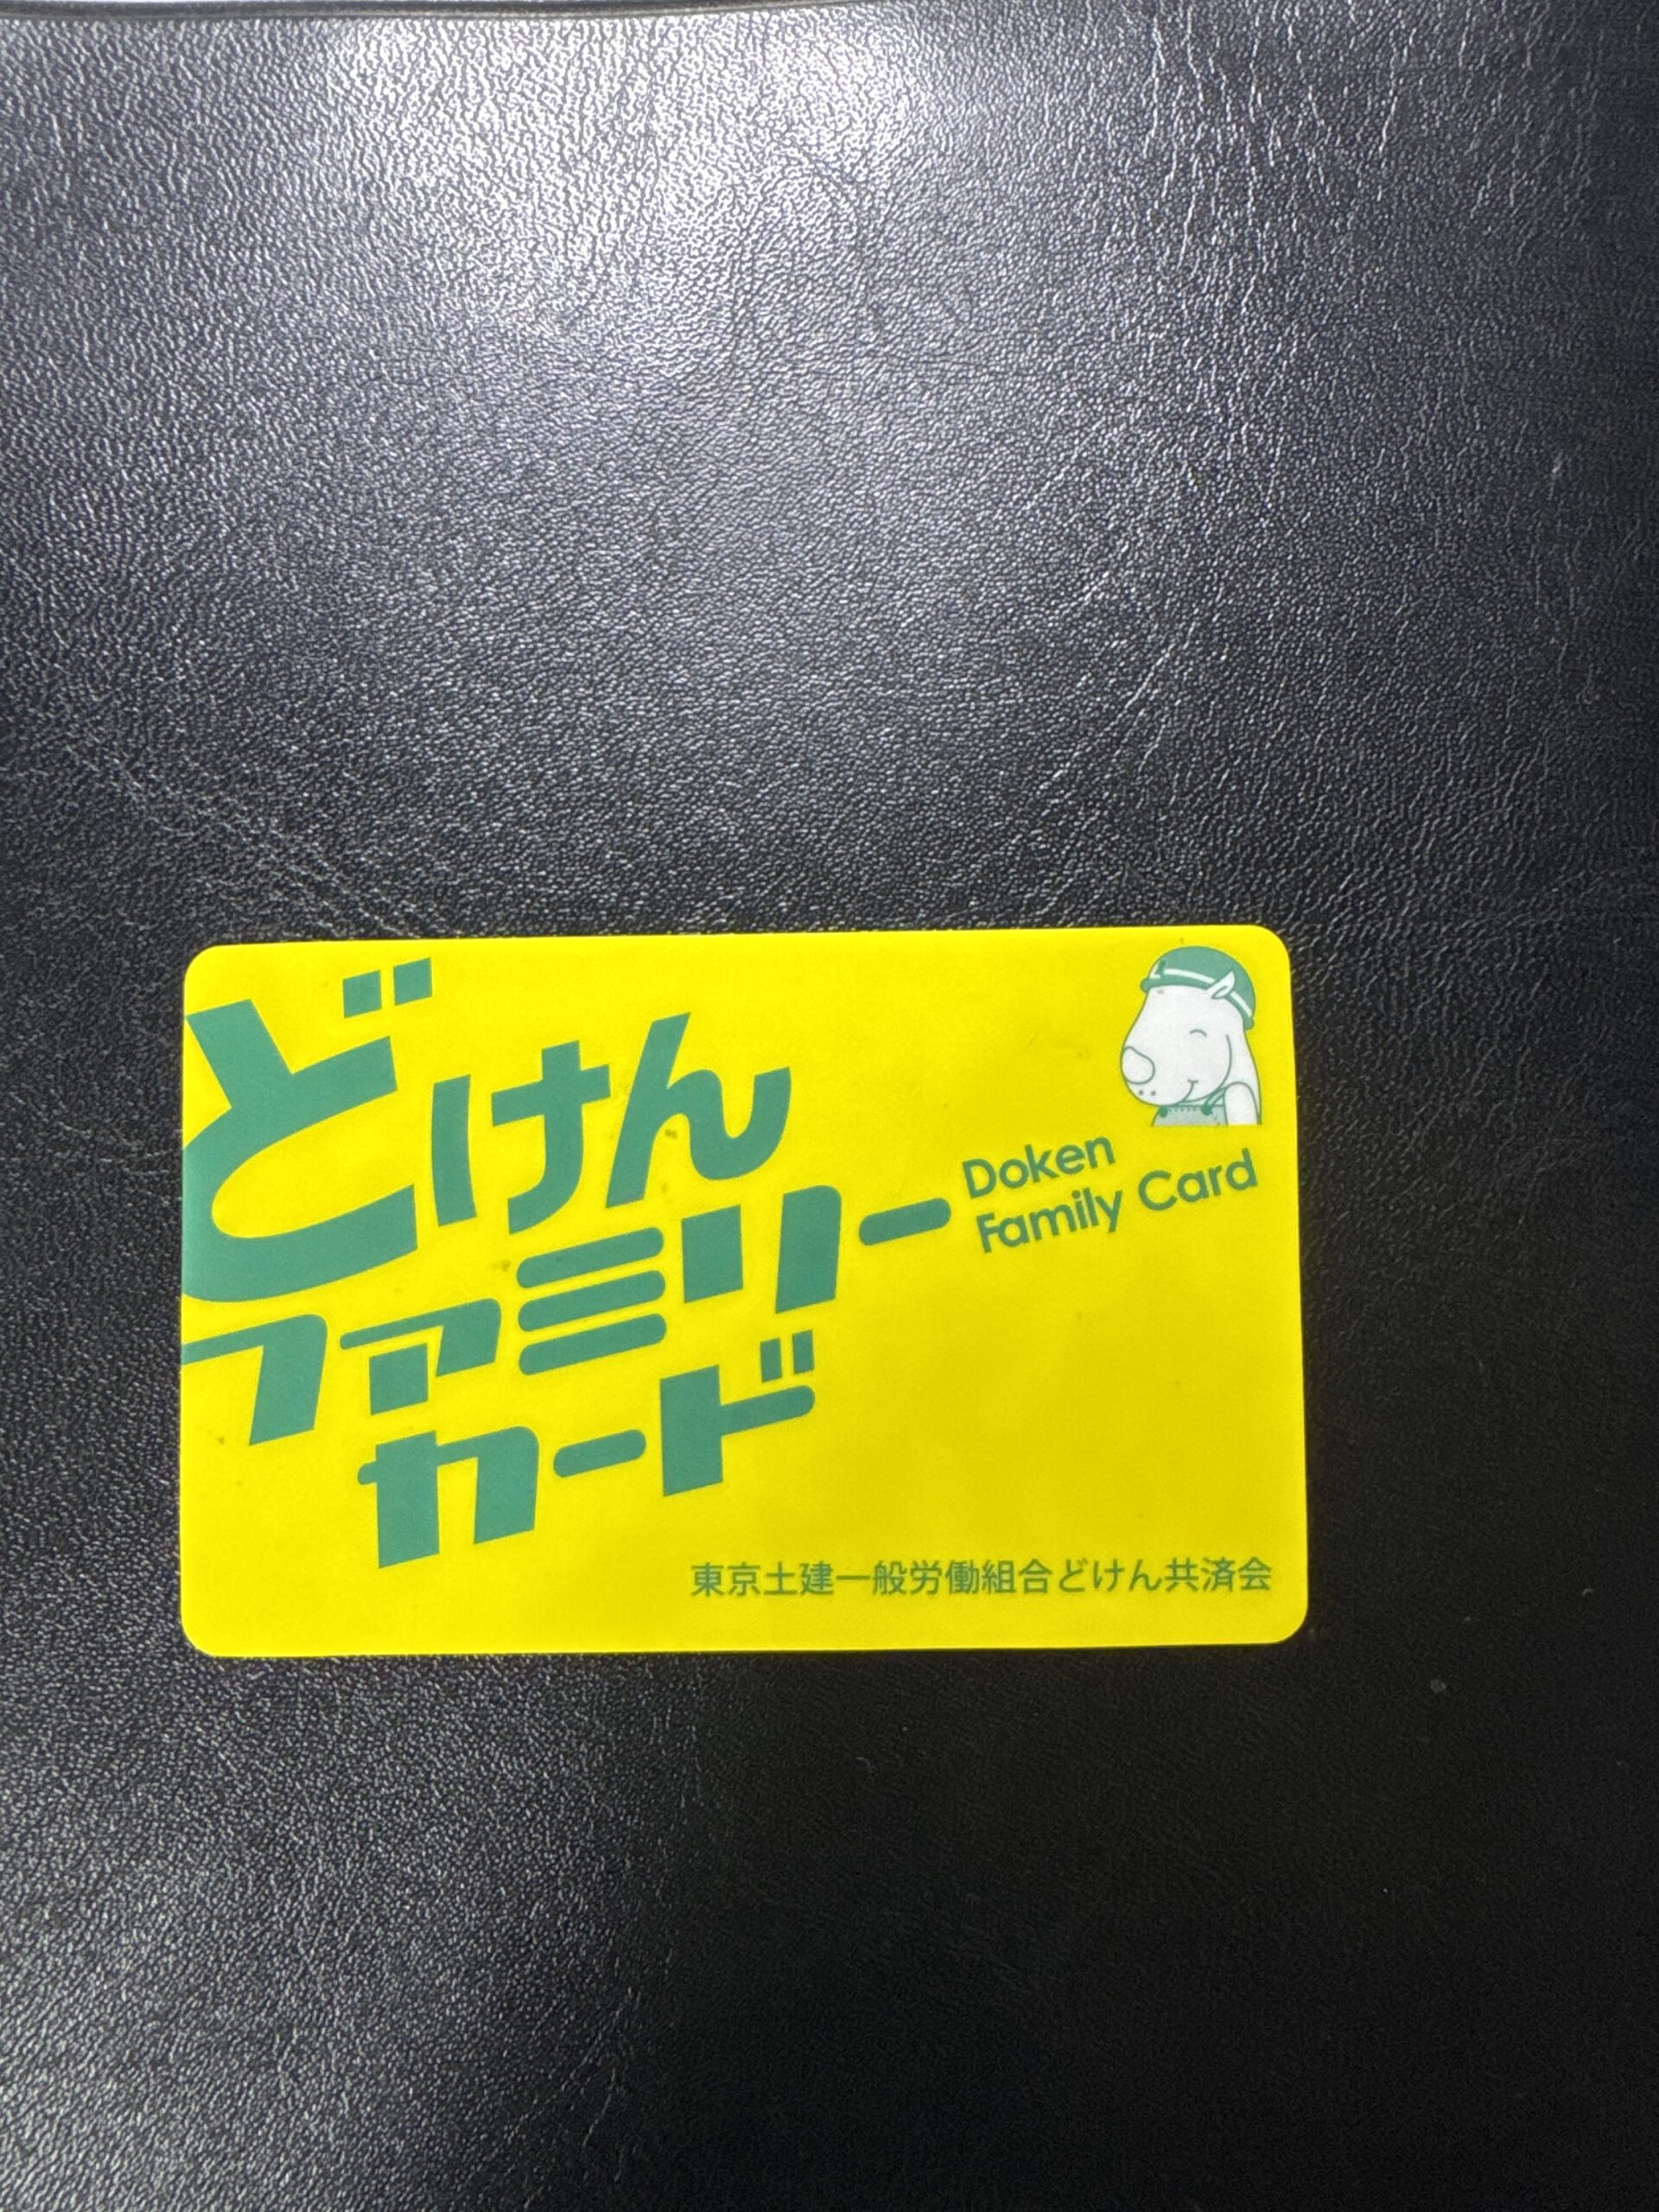 どけん
ファミリー
カード
Doken
Family Card
東京土建一般労働組合どけん共済会